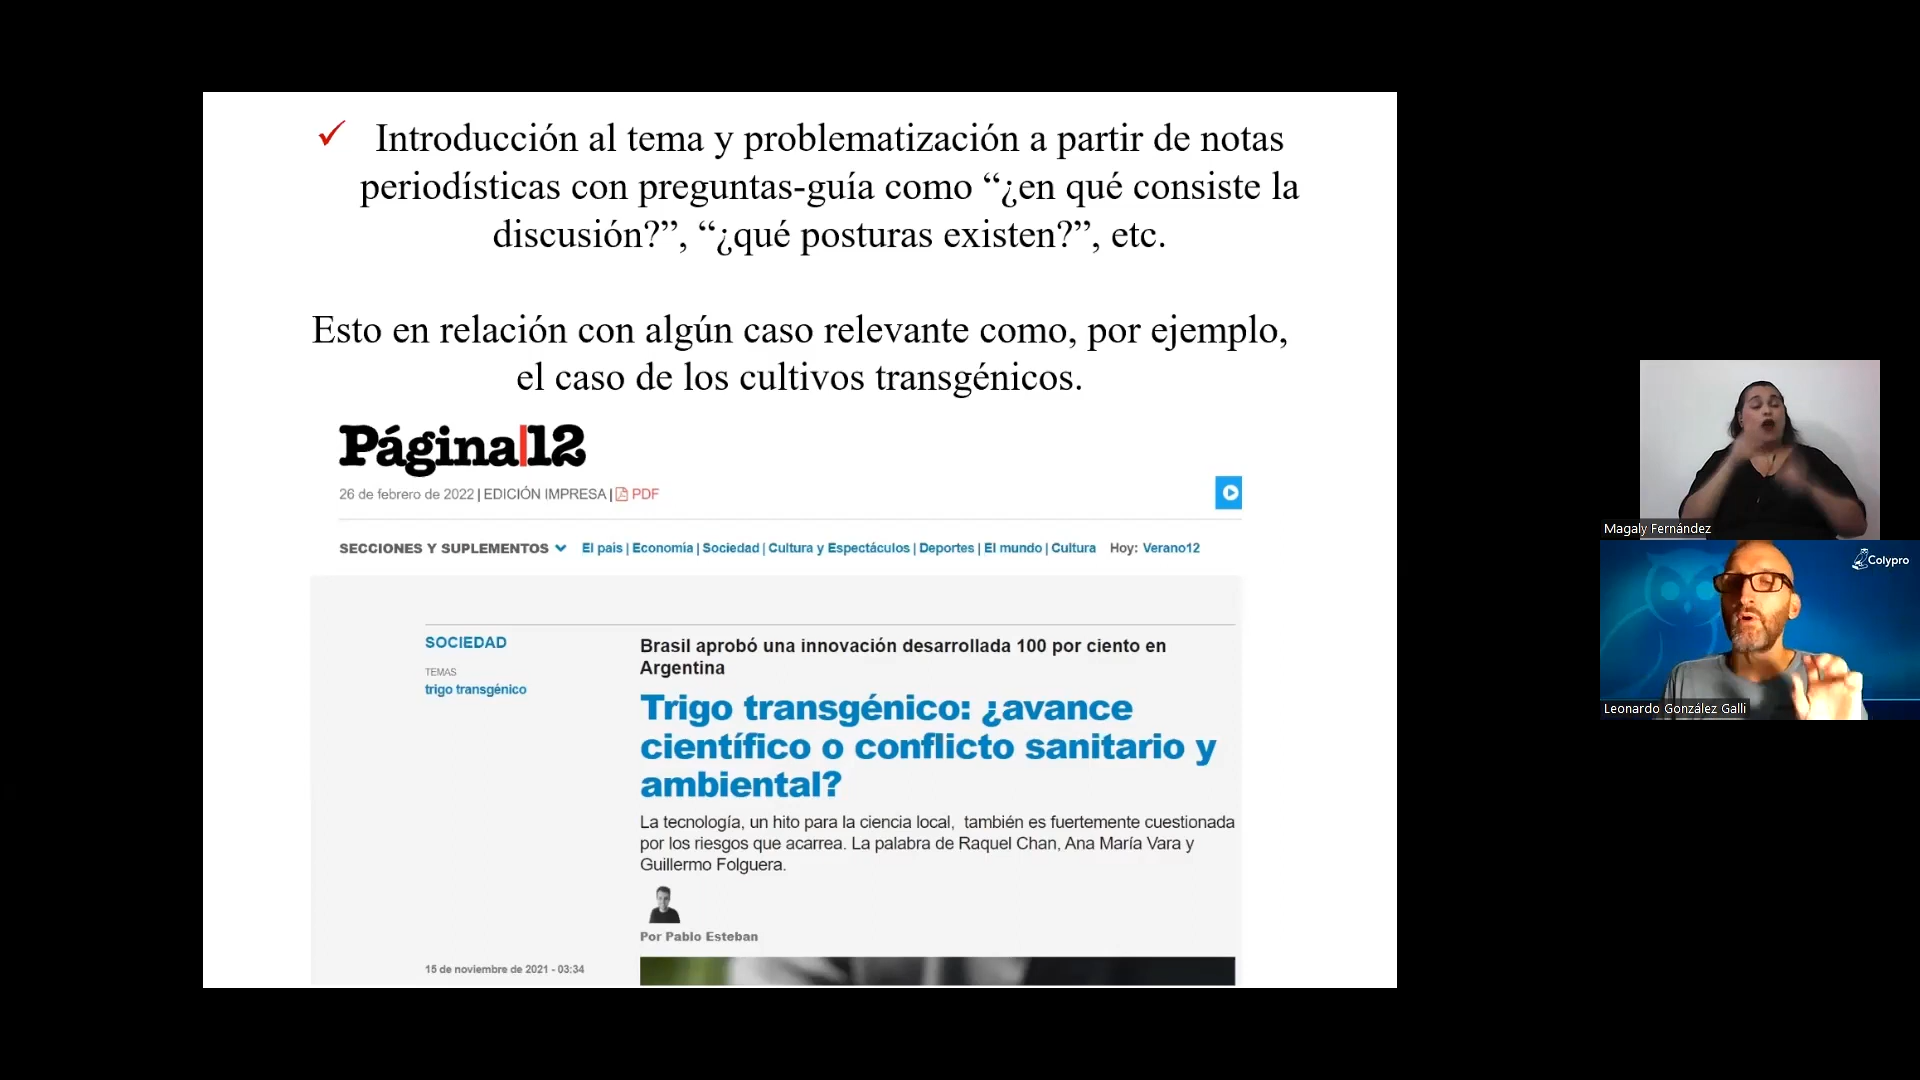 ✓ Introducción al tema y problematización a partir de notas
periodísticas con preguntas-guía como “¿en qué consiste la
discusión?”, “¿qué posturas existen?”, etc.
Esto en relación con algún caso relevante como, por ejemplo,
el caso de los cultivos transgénicos.
Página|12
26 de febrero de 2022 | EDICIÓN IMPRESA | PDF
SECCIONES Y SUPLEMENTOS El país | Economía | Sociedad | Cultura y Espectáculos | Deportes | El mundo | Cultura Hoy: Verano12
SOCIEDAD
TEMAS
trigo transgénico
Brasil aprobó una innovación desarrollada 100 por ciento en
Argentina
Trigo transgénico: ¿avance
científico o conflicto sanitario y
ambiental?
La tecnología, un hito para la ciencia local, también es fuertemente cuestionada
por los riesgos que acarrea. La palabra de Raquel Chan, Ana María Vara y
Guillermo Folguera.
Por Pablo Esteban
15 de noviembre de 2021 - 03:34
Magaly Fernández
Colypro
Leonardo González Galli